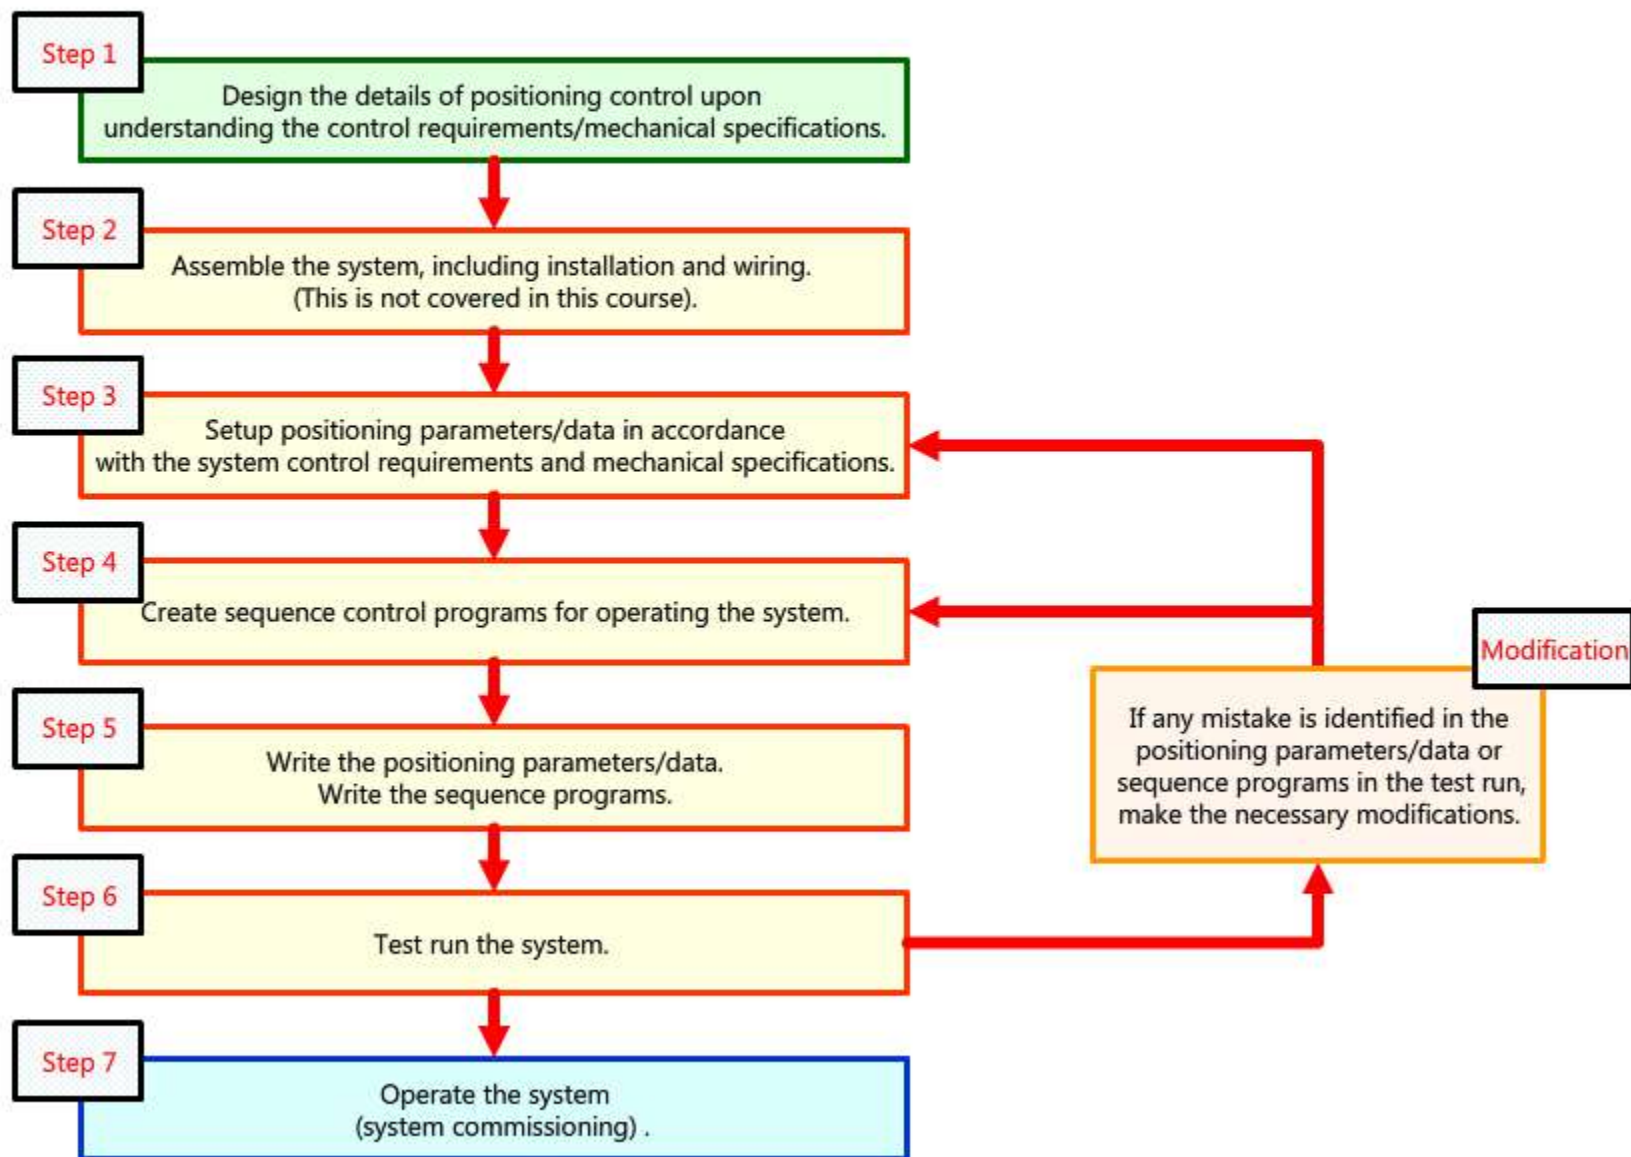 Step 1
Design the details of positioning control upon
understanding the control requirements/mechanical specifications.
Step 2
Assemble the system, including installation and wiring.
(This is not covered in this course).
Step 3
Setup positioning parameters/data in accordance
with the system control requirements and mechanical specifications.
Step 4
Create sequence control programs for operating the system.
Step 5
Write the positioning parameters/data.
Write the sequence programs.
Step 6
Test run the system.
Step 7
Operate the system
(system commissioning) .
Modification
If any mistake is identified in the
positioning parameters/data or
sequence programs in the test run,
make the necessary modifications.